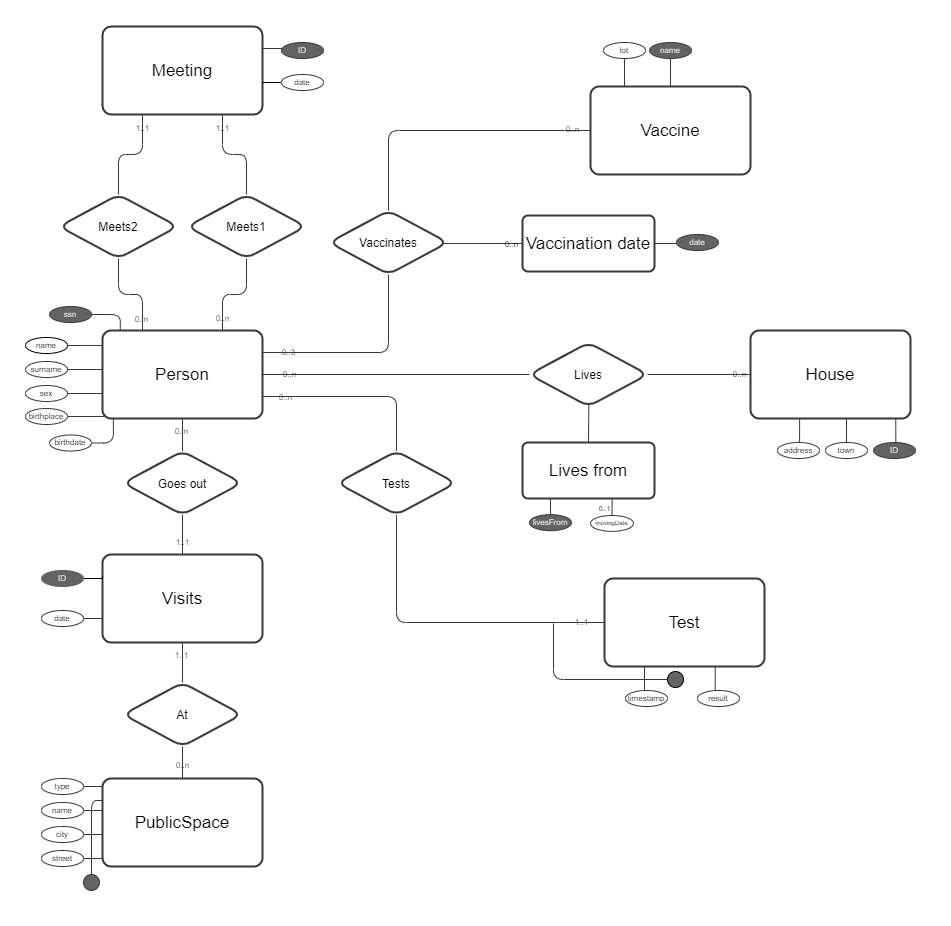 Meeting
ID
date
lot
name
Vaccine
1..1
1..1
0..n
Meets2
Meets1
Vaccinates
0..n
Vaccination date
date
ssn
0..n
0..n
name
surname
sex
birthplace
birthdate
Person
0..3
0..n
0..n
Lives
0..n
House
address
town
ID
0..n
Goes out
Tests
Lives from
livesFrom
0..1
movingDate
1..1
ID
date
Visits
1..1
Test
timestamp
result
1..1
At
0..n
type
name
city
street
PublicSpace